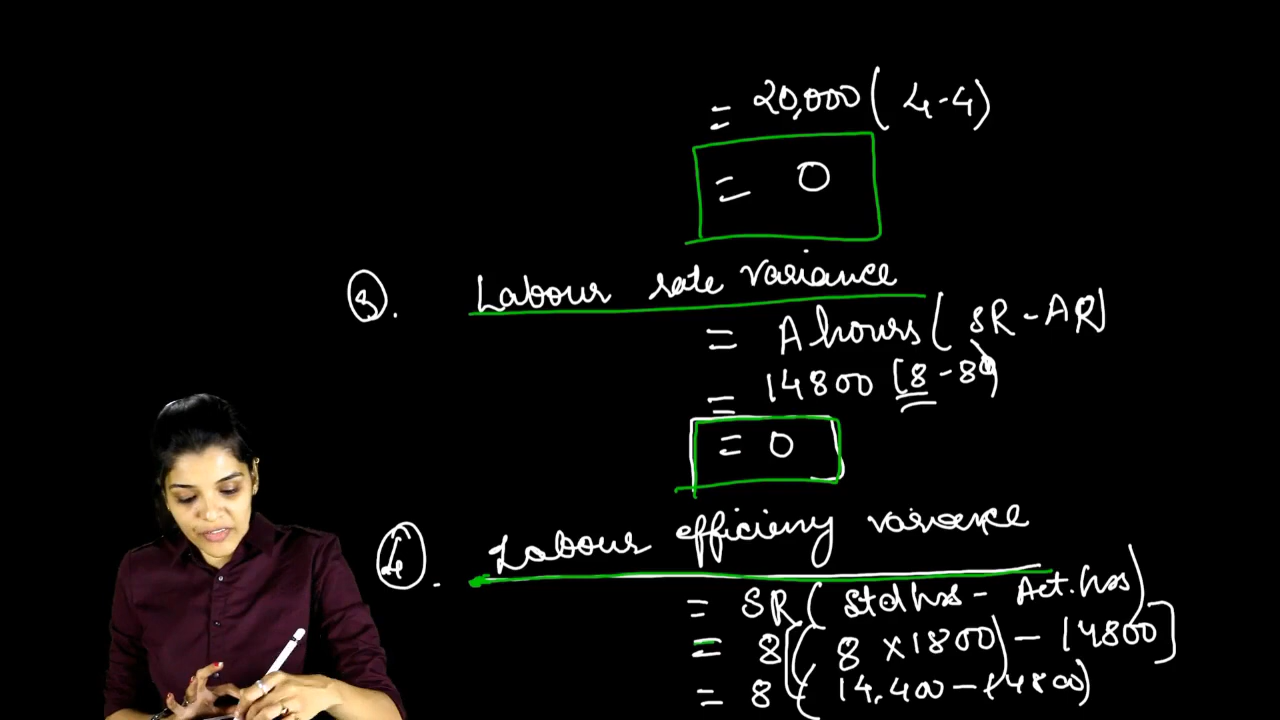 = 20,000 ( 4 - 4)
= 0
3. Labour rate variance
= A hours ( SR - AR)
= 14800 [8 - 8)
= 0
4. Labour efficieny variance
= SR ( Std hrs - Act. hrs)
= 8 [( 8 × 1800) - 14800]
= 8 ( 14,400 - 14800)